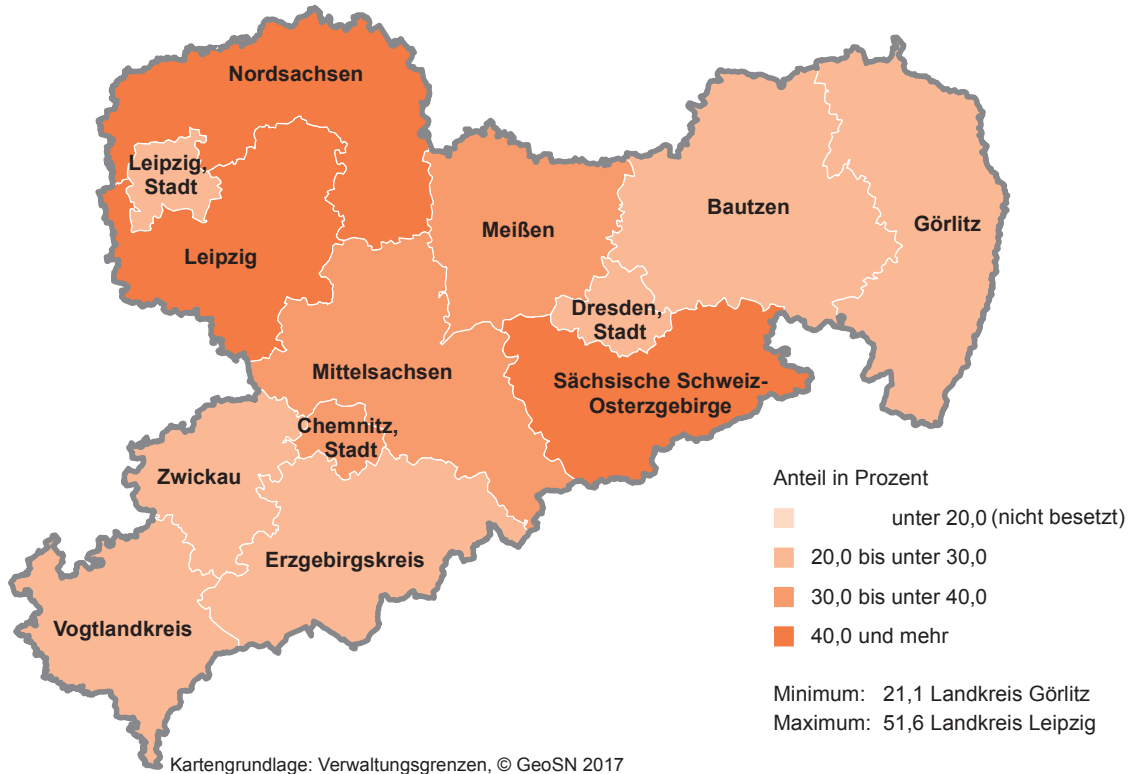 Nordsachsen
Leipzig,
Stadt
Leipzig
Meißen
Bautzen
Görlitz
Dresden,
Stadt
Mittelsachsen
Sächsische Schweiz-
Osterzgebirge
Chemnitz,
Stadt
Zwickau
Erzgebirgskreis
Vogtlandkreis
Anteil in Prozent
unter 20,0 (nicht besetzt)
20,0 bis unter 30,0
30,0 bis unter 40,0
40,0 und mehr
Minimum: 21,1 Landkreis Görlitz
Maximum: 51,6 Landkreis Leipzig
Kartengrundlage: Verwaltungsgrenzen, © GeoSN 2017